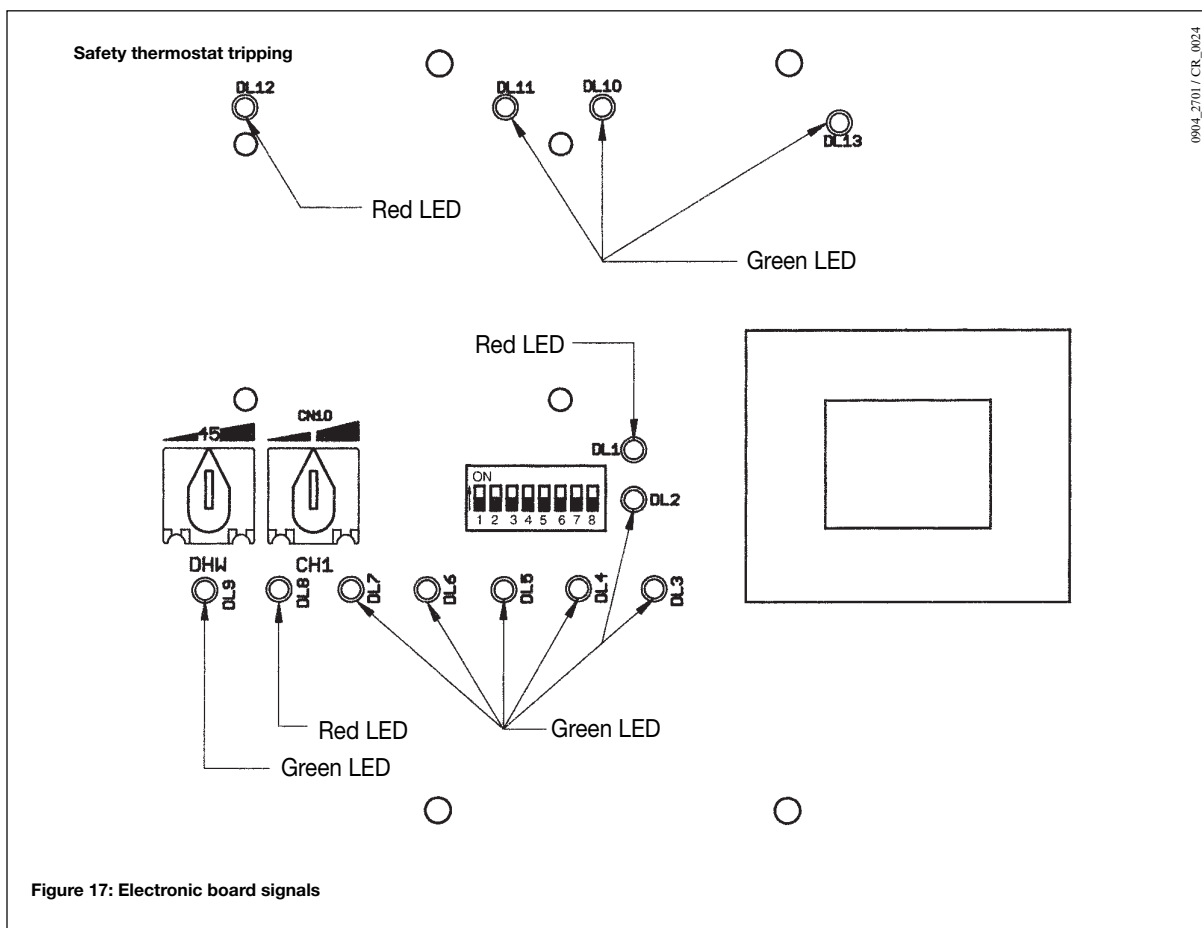 0904_2701 / CR_0024
Safety thermostat tripping
DL12
DL11
DL10
DL13
Red LED
Green LED
Red LED
45
CN10
DL1
ON
1 2 3 4 5 6 7 8
DL2
DHW
CH1
DL9
DL8
DL7
DL6
DL5
DL4
DL3
Red LED
Green LED
Green LED
Figure 17: Electronic board signals